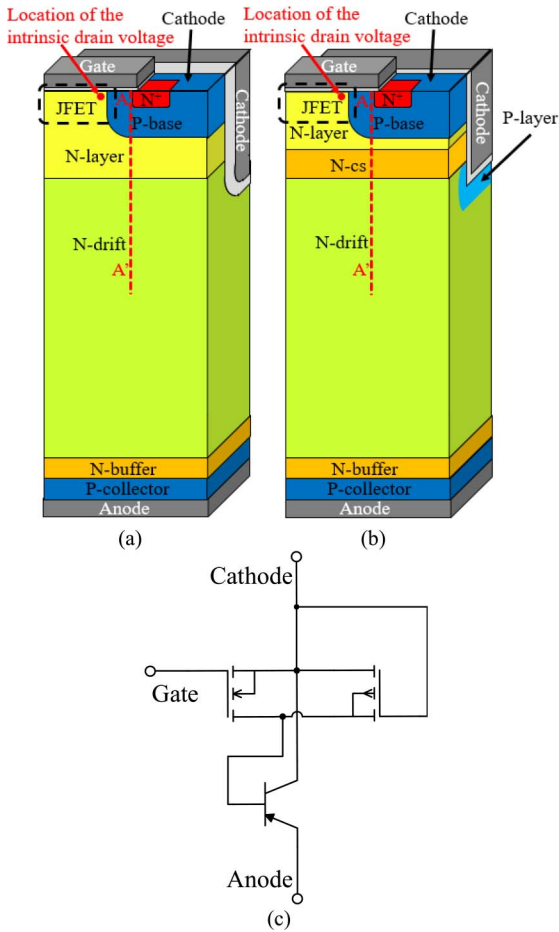 Location of the
intrinsic drain voltage
Cathode
Gate
JFET
A
N+
P-base
Cathode
N-layer
N-drift
A'
N-buffer
P-collector
Anode
(a)
Location of the
intrinsic drain voltage
Cathode
Gate
JFET
A
N+
P-base
Cathode
P-layer
N-layer
N-cs
N-drift
A'
N-buffer
P-collector
Anode
(b)
Cathode
Gate
Anode
(c)